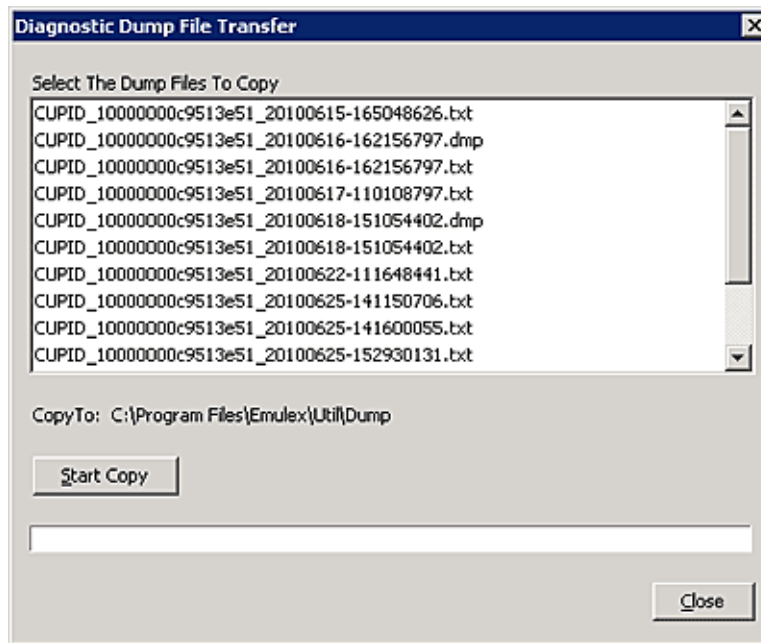 Diagnostic Dump File Transfer
Select The Dump Files To Copy
CUPID_10000000c9513e51_20100615-165048626.txt
CUPID_10000000c9513e51_20100616-162156797.dmp
CUPID_10000000c9513e51_20100616-162156797.txt
CUPID_10000000c9513e51_20100617-110108797.txt
CUPID_10000000c9513e51_20100618-151054402.dmp
CUPID_10000000c9513e51_20100618-151054402.txt
CUPID_10000000c9513e51_20100622-111648441.txt
CUPID_10000000c9513e51_20100625-141150706.txt
CUPID_10000000c9513e51_20100625-141600055.txt
CUPID_10000000c9513e51_20100625-152930131.txt
CopyTo: C:\Program Files\Emulex\Util\Dump
Start Copy
Close